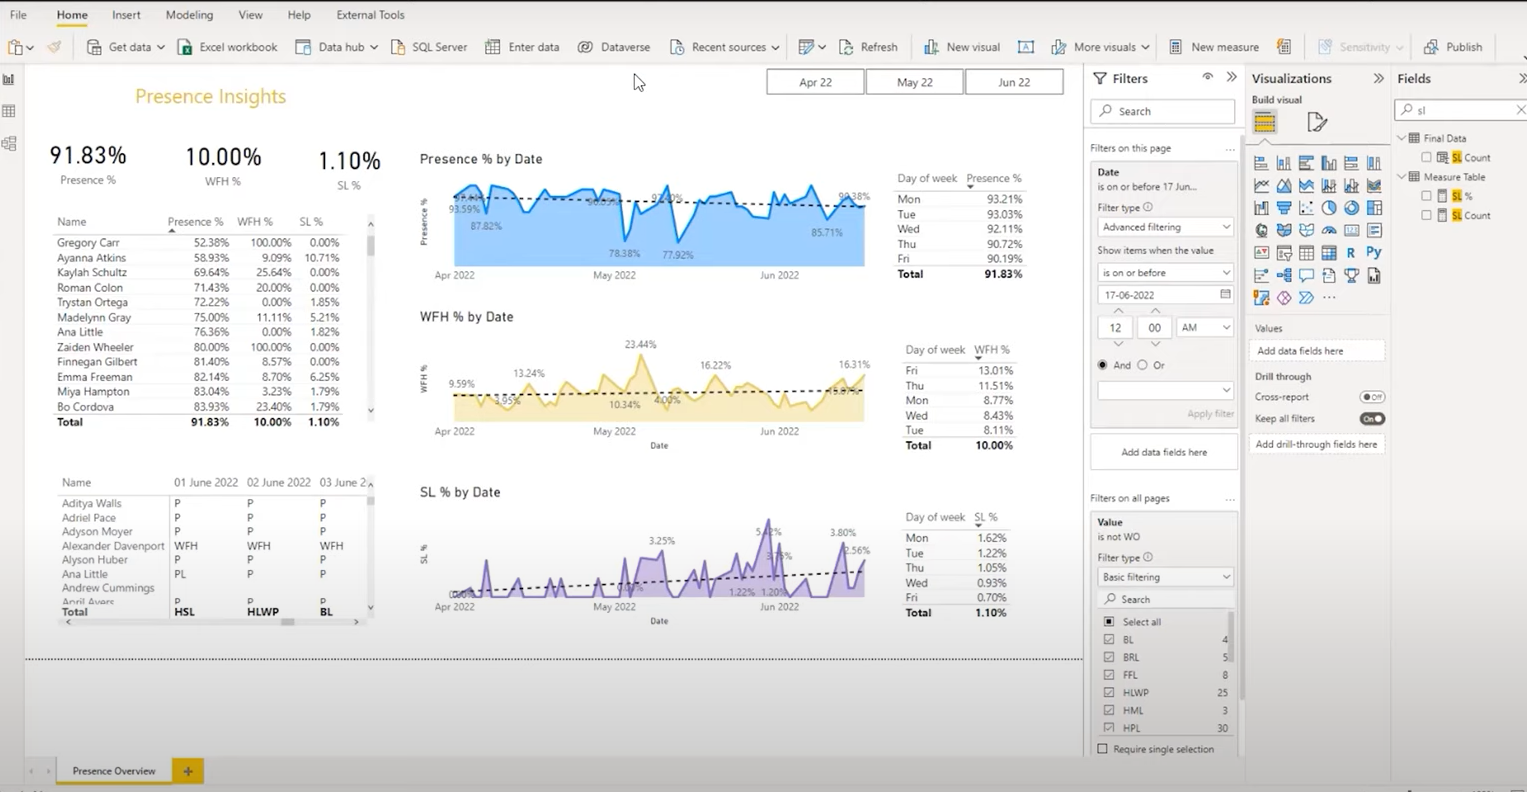 File Home Insert Modeling View Help External Tools
Get data Excel workbook Data hub SQL Server Enter data Dataverse Recent sources Refresh New visual More visuals New measure Sensitivity Publish
Presence Insights
Apr 22 May 22 Jun 22
91.83% 10.00% 1.10%
Presence % WFH % SL %
Name Presence % WFH % SL %
Gregory Carr 52.38% 100.00% 0.00%
Ayanna Atkins 58.93% 9.09% 10.71%
Kaylah Schultz 69.64% 25.64% 0.00%
Roman Colon 71.43% 20.00% 0.00%
Trystan Ortega 72.22% 0.00% 1.85%
Madelynn Gray 75.00% 11.11% 5.21%
Ana Little 76.36% 0.00% 1.82%
Zaiden Wheeler 80.00% 100.00% 0.00%
Finnegan Gilbert 81.40% 8.57% 0.00%
Emma Freeman 82.14% 8.70% 6.25%
Miya Hampton 83.04% 3.23% 1.79%
Bo Cordova 83.93% 23.40% 1.79%
Total 91.83% 10.00% 1.10%
Name 01 June 2022 02 June 2022 03 June 2
Aditya Walls P P P
Adriel Pace P P P
Adyson Moyer P P P
Alexander Davenport WFH WFH WFH
Alyson Huber P P P
Ana Little PL P P
Andrew Cummings
April Ayers P P P
Total HSL HLWP BL
Presence % by Date
Presence %
93.59%
87.82%
78.38%
77.92%
85.71%
90.38%
Apr 2022 May 2022 Jun 2022
Day of week Presence %
Mon 93.21%
Tue 93.03%
Wed 92.11%
Thu 90.72%
Fri 90.19%
Total 91.83%
WFH % by Date
WFH %
9.59%
3.95%
13.24%
10.34%
23.44%
4.00%
16.22%
16.31%
Apr 2022 May 2022 Jun 2022
Date
Day of week WFH %
Fri 13.01%
Thu 11.51%
Mon 8.77%
Wed 8.43%
Tue 8.11%
Total 10.00%
SL % by Date
SL %
3.25%
1.22%
1.20%
3.80%
2.56%
Apr 2022 May 2022 Jun 2022
Date
Day of week SL %
Mon 1.62%
Tue 1.22%
Thu 1.05%
Wed 0.93%
Fri 0.70%
Total 1.10%
Filters
Search
Filters on this page ...
Date
is on or before 17 Jun...
Filter type
Advanced filtering
Show items when the value
is on or before
17-06-2022
12 00 AM
And Or
Apply filter
Add data fields here
Filters on all pages ...
Value
is not WO
Filter type
Basic filtering
Search
Select all
BL 4
BRL 5
FFL 8
HLWP 25
HML 3
HPL 30
Require single selection
Visualizations
Build visual
R Py
...
Values
Add data fields here
Drill through
Cross-report Off
Keep all filters On
Add drill-through fields here
Fields
sl
Final Data
SL Count
Measure Table
SL %
SL Count
Presence Overview +